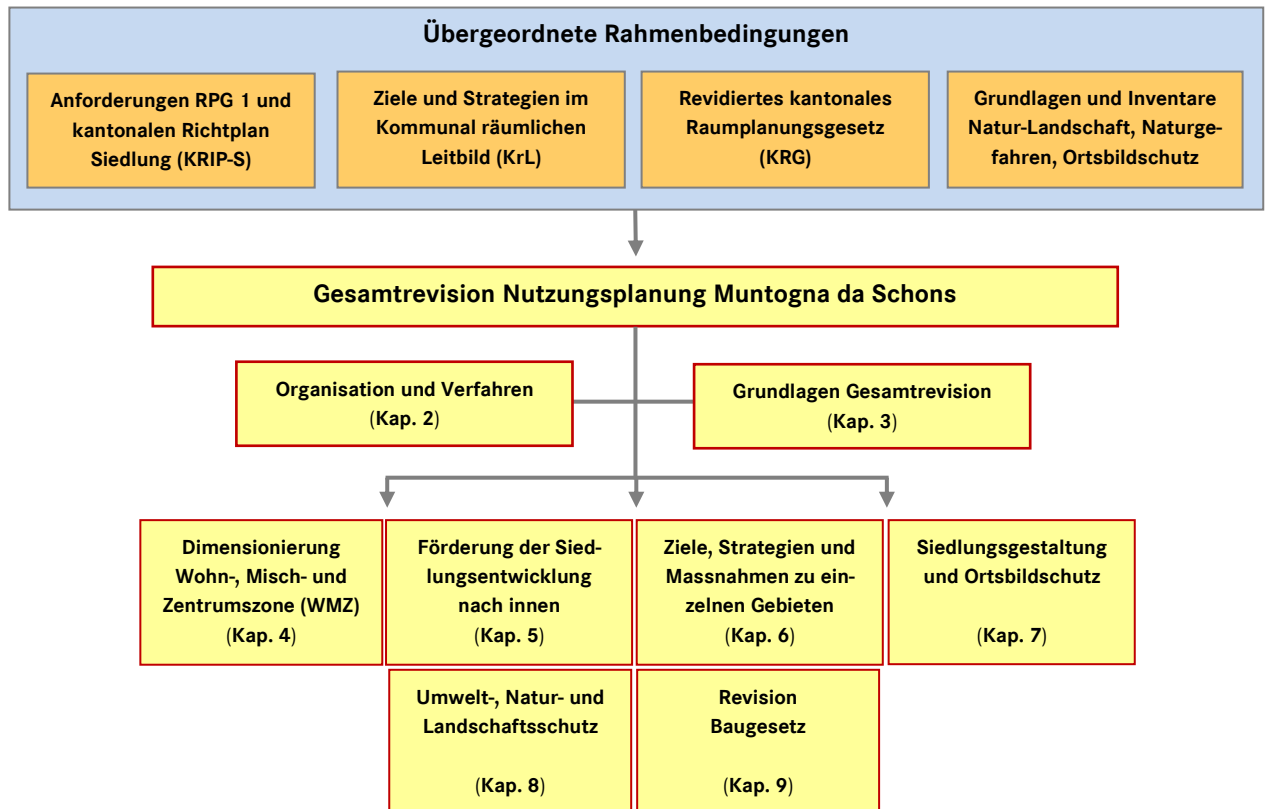 Übergeordnete Rahmenbedingungen
Anforderungen RPG 1 und
kantonalen Richtplan
Siedlung (KRIP-S)
Ziele und Strategien im
Kommunal räumlichen
Leitbild (KrL)
Revidiertes kantonales
Raumplanungsgesetz
(KRG)
Grundlagen und Inventare
Natur-Landschaft, Naturge-
fahren, Ortsbildschutz
Gesamtrevision Nutzungsplanung Muntogna da Schons
Organisation und Verfahren
(Kap. 2)
Grundlagen Gesamtrevision
(Kap. 3)
Dimensionierung
Wohn-, Misch- und
Zentrumszone (WMZ)
(Kap. 4)
Förderung der Sied-
lungsentwicklung
nach innen
(Kap. 5)
Ziele, Strategien und
Massnahmen zu ein-
zelnen Gebieten
(Kap. 6)
Siedlungsgestaltung
und Ortsbildschutz
(Kap. 7)
Umwelt-, Natur- und
Landschaftsschutz
(Kap. 8)
Revision
Baugesetz
(Kap. 9)